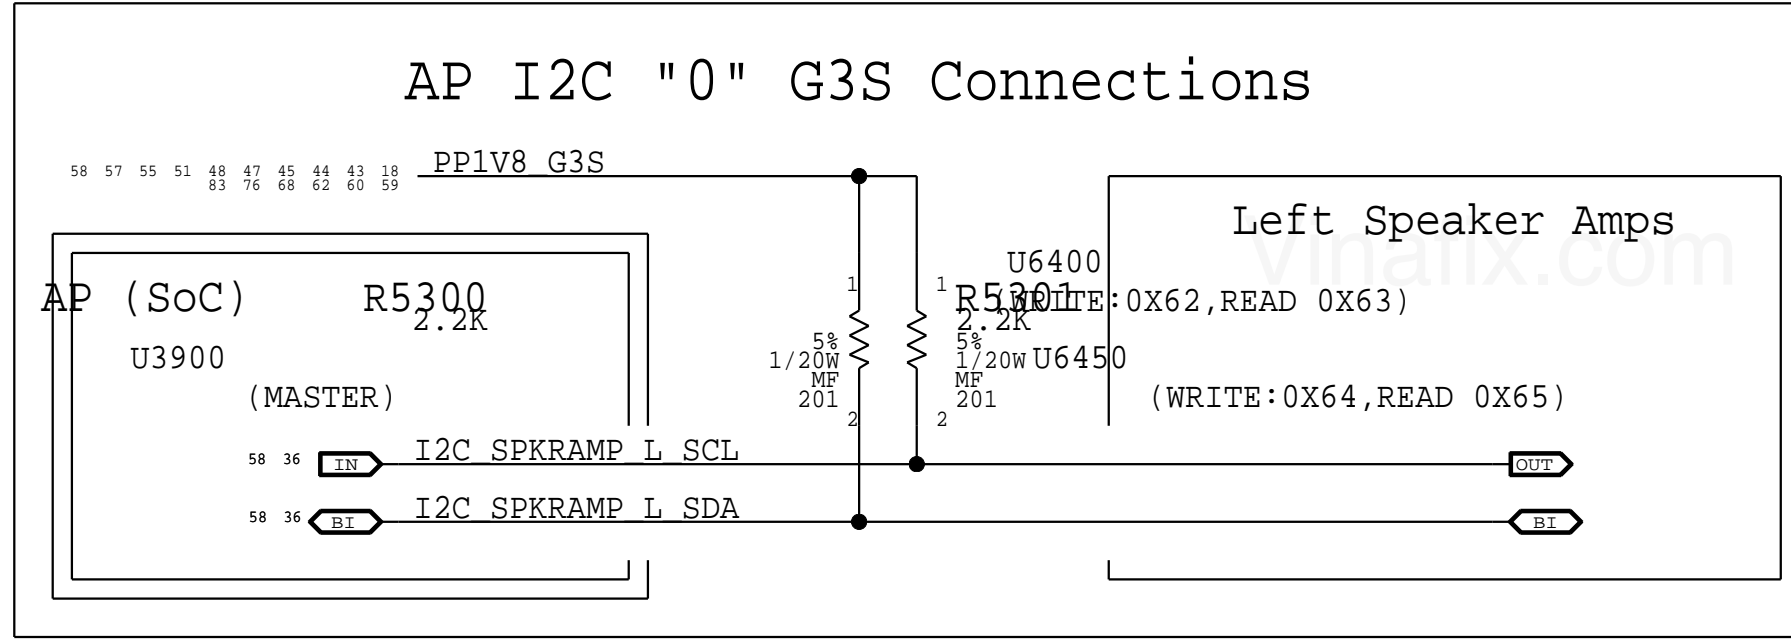 AP I2C "0" G3S Connections
58 57 55 51 48 47 45 44 43 18
83 76 68 62 60 59
PP1V8_G3S
Left Speaker Amps
vinafix.com
U6400
AP (SoC)
R5300
2.2K
R5301
2.2K
(WRITE:0X62,READ 0X63)
1
1
5%
1/20W
MF
201
2
5%
1/20W
MF
201
2
U3900
U6450
(MASTER)
(WRITE:0X64,READ 0X65)
58 36 IN I2C_SPKRAMP_L_SCL OUT
58 36 BI I2C_SPKRAMP_L_SDA BI